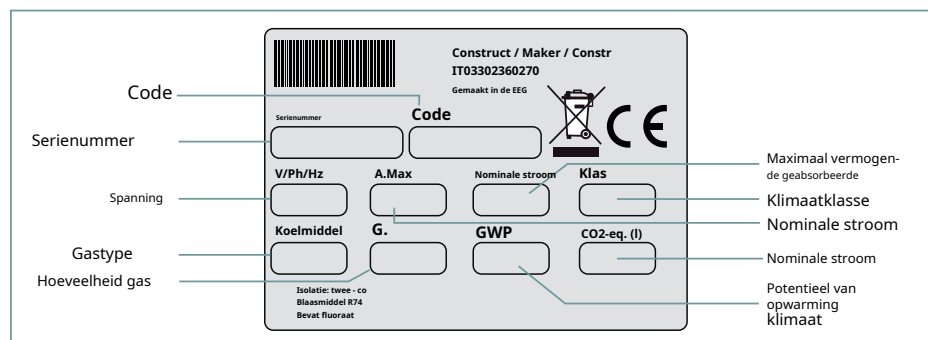 Construct / Maker / Constr
IT03302360270
Gemaakt in de EEG
Code
Serienummer
Code
Serienummer
V/Ph/Hz
A.Max
Nominale stroom
Klas
Maximaal vermogen-
de geabsorbeerde
Spanning
Klimaatklasse
Nominale stroom
Koelmiddel
G.
GWP
CO2-eq. (l)
Gastype
Nominale stroom
Hoeveelheid gas
Isolatie: twee - co
Blaasmiddel R74
Bevat fluoraat
Potentieel van
opwarming
klimaat